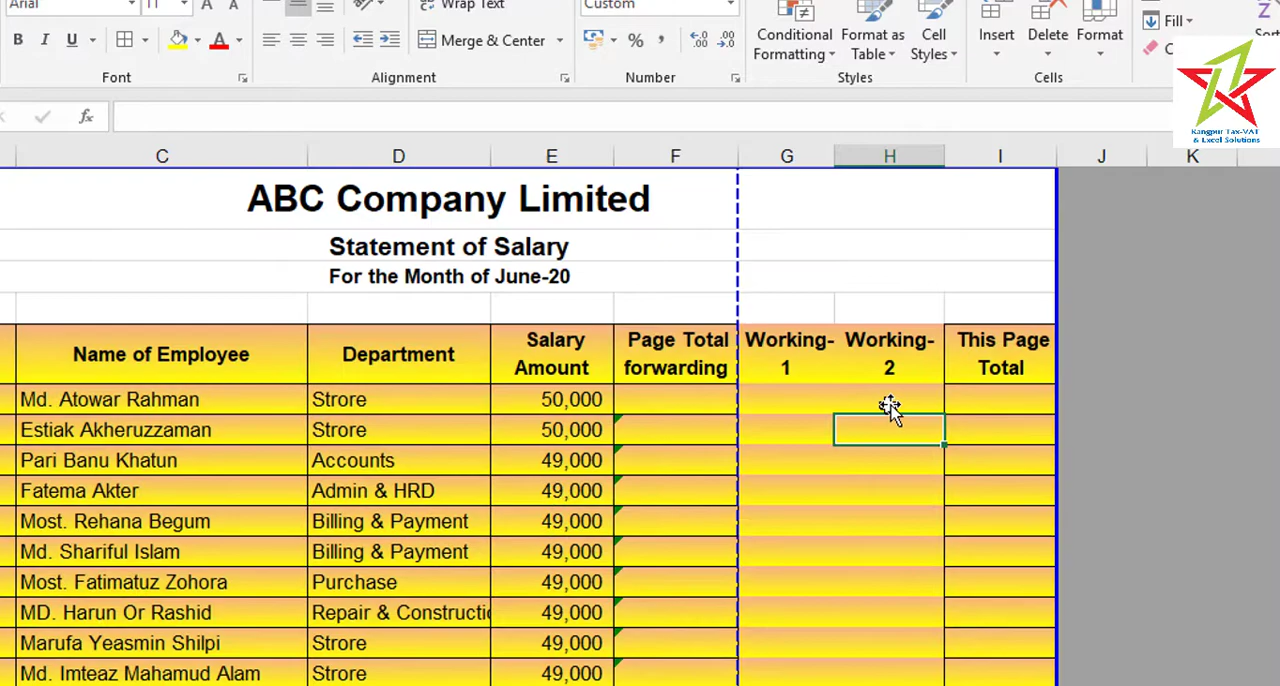 Arial 11 A A Wrap Text Custom
B I U Merge & Center % , Conditional Format as Cell Insert Delete Format Fill
Formatting Table Styles
Font Alignment Number Styles Cells
Rangpur Tax-VAT
& Excel Solutions
fx
C D E F G H I J K
ABC Company Limited
Statement of Salary
For the Month of June-20
Name of Employee Department Salary Amount Page Total forwarding Working-1 Working-2 This Page Total
Md. Atowar Rahman Strore 50,000
Estiak Akheruzzaman Strore 50,000
Pari Banu Khatun Accounts 49,000
Fatema Akter Admin & HRD 49,000
Most. Rehana Begum Billing & Payment 49,000
Md. Shariful Islam Billing & Payment 49,000
Most. Fatimatuz Zohora Purchase 49,000
MD. Harun Or Rashid Repair & Constructi 49,000
Marufa Yeasmin Shilpi Strore 49,000
Md. Imteaz Mahamud Alam Strore 49,000